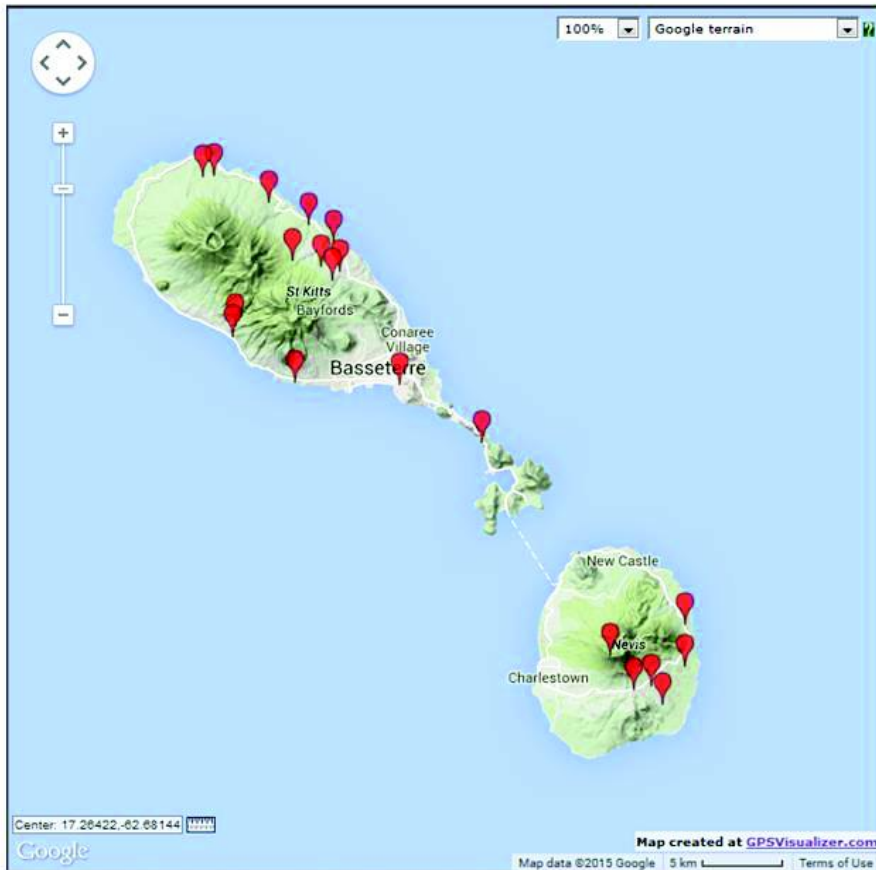 100%
Google terrain
?
+
−
St Kitts
Bayfords
Conaree
Village
Basseterre
New Castle
Nevis
Charlestown
Center: 17.26422,-62.68144
Google
Map created at GPSVisualizer.com
Map data ©2015 Google
5 km
Terms of Use